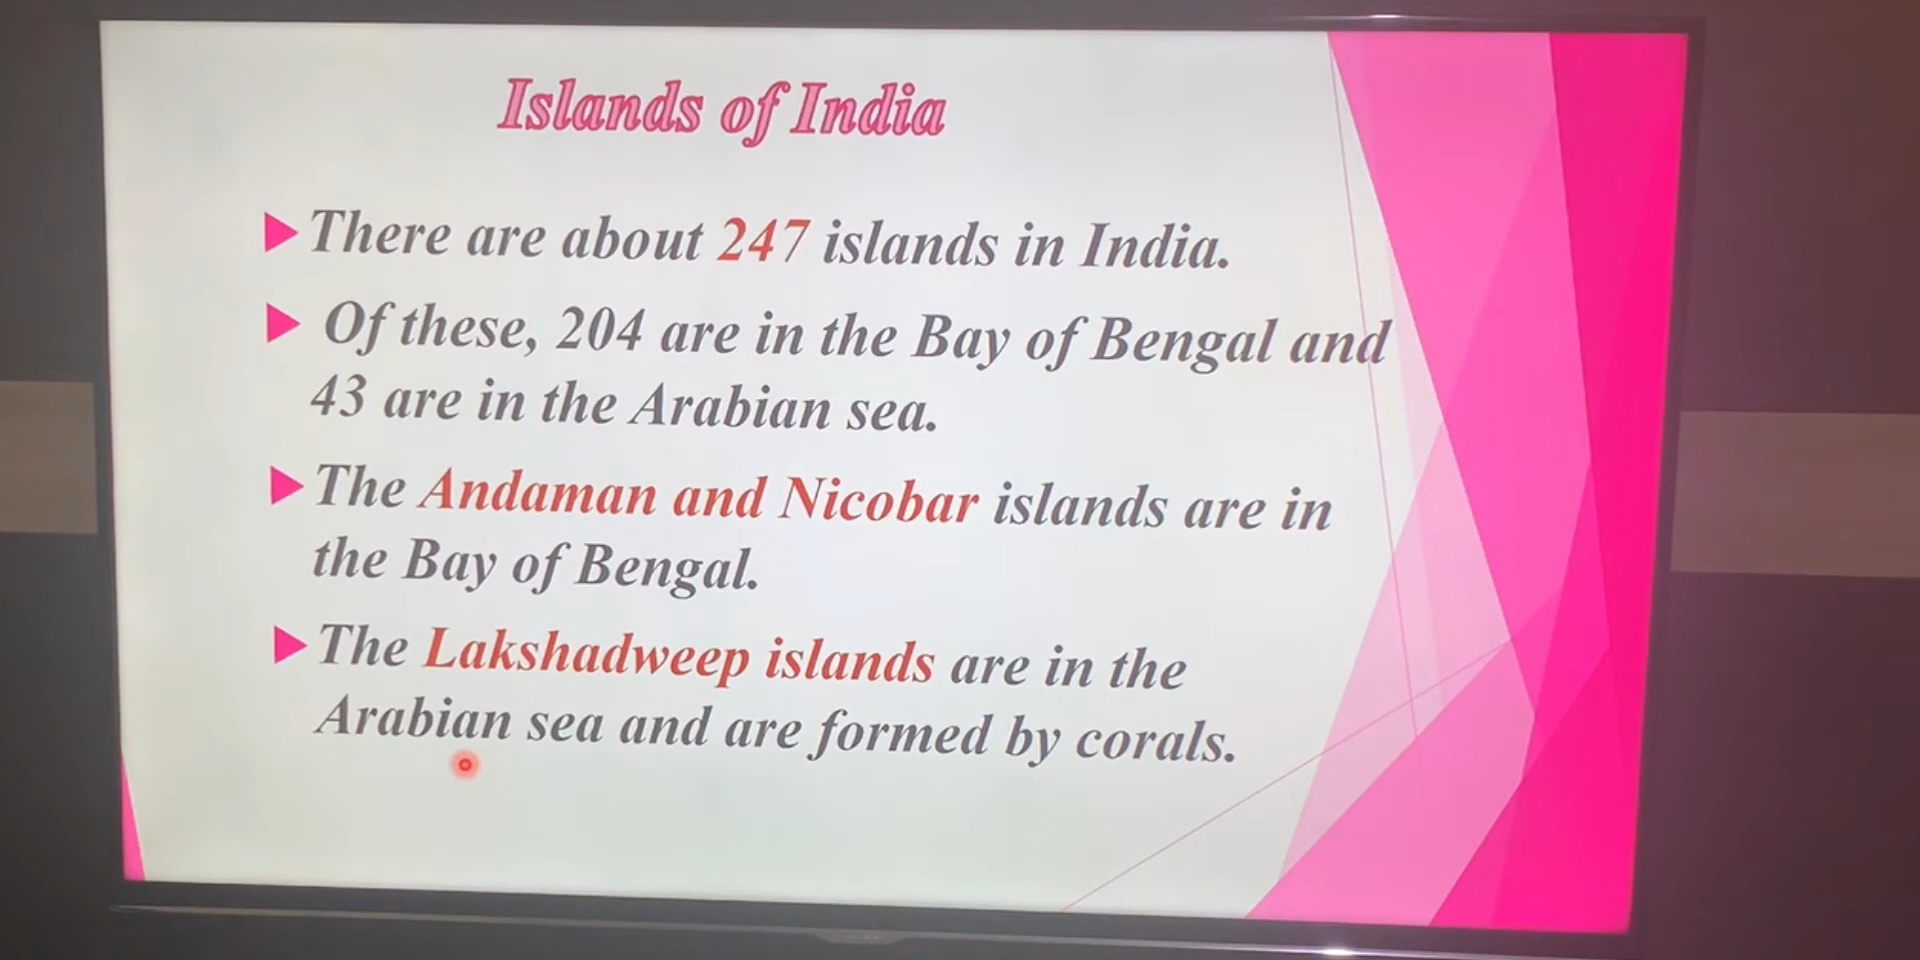 Islands of India
There are about 247 islands in India.
Of these, 204 are in the Bay of Bengal and
43 are in the Arabian sea.
The Andaman and Nicobar islands are in
the Bay of Bengal.
The Lakshadweep islands are in the
Arabian sea and are formed by corals.